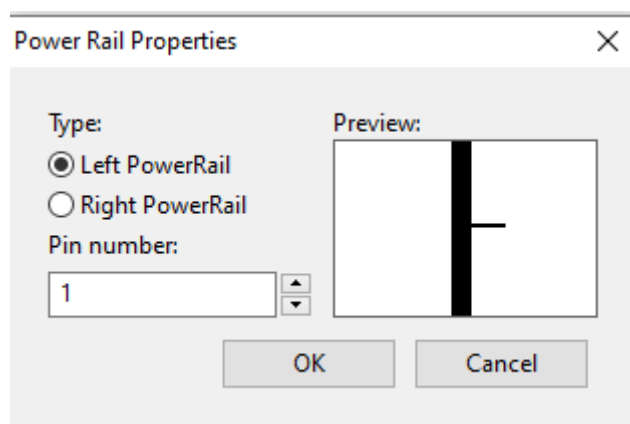 Power Rail Properties
Type:
Preview:
Left PowerRail
Right PowerRail
Pin number:
1
OK
Cancel